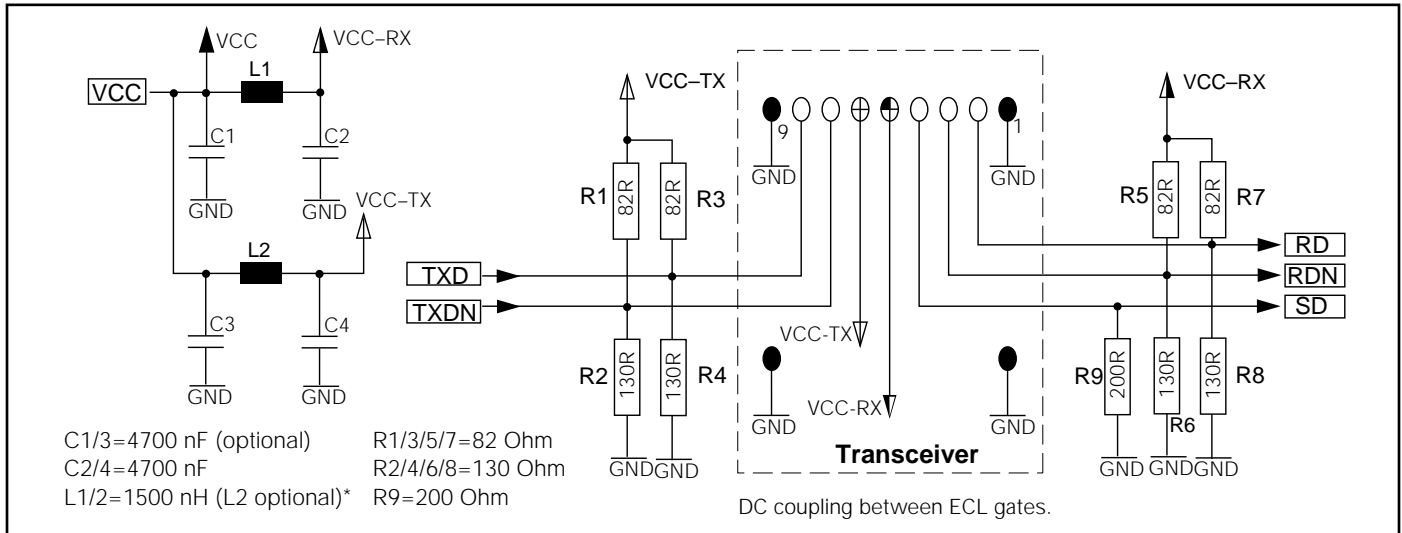 VCC
VCC–RX
VCC
L1
C1
C2
GND
GND
VCC–TX
L2
C3
C4
GND
GND
C1/3=4700 nF (optional)
C2/4=4700 nF
L1/2=1500 nH (L2 optional)*
R1/3/5/7=82 Ohm
R2/4/6/8=130 Ohm
R9=200 Ohm
VCC–TX
R1
82R
82R
R3
TXD
TXDN
R2
130R
130R
R4
GND
GND
9
1
GND
GND
VCC-TX
VCC-RX
GND
GND
Transceiver
DC coupling between ECL gates.
VCC–RX
R5
82R
82R
R7
RD
RDN
SD
R9
200R
130R
130R
R8
R6
GND
GND
GND